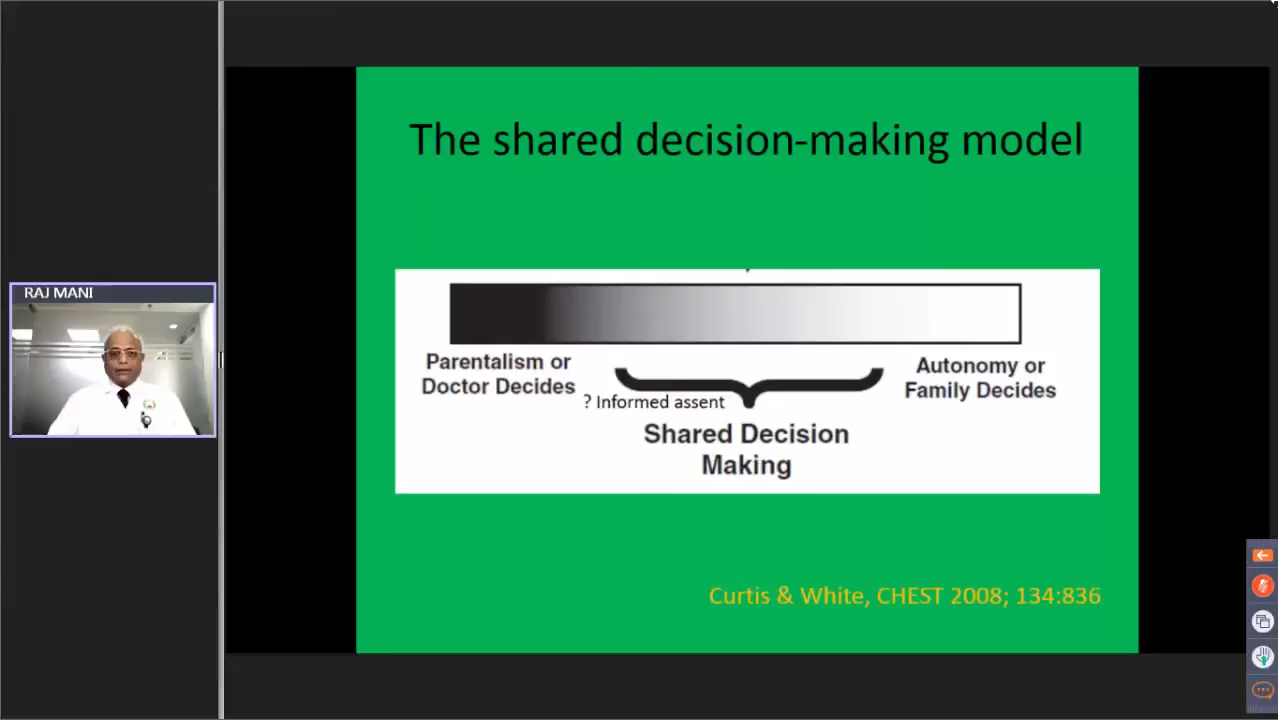 RAJ MANI
The shared decision-making model
Parentalism or
Doctor Decides
Autonomy or
Family Decides
? Informed assent
Shared Decision
Making
Curtis & White, CHEST 2008; 134:836